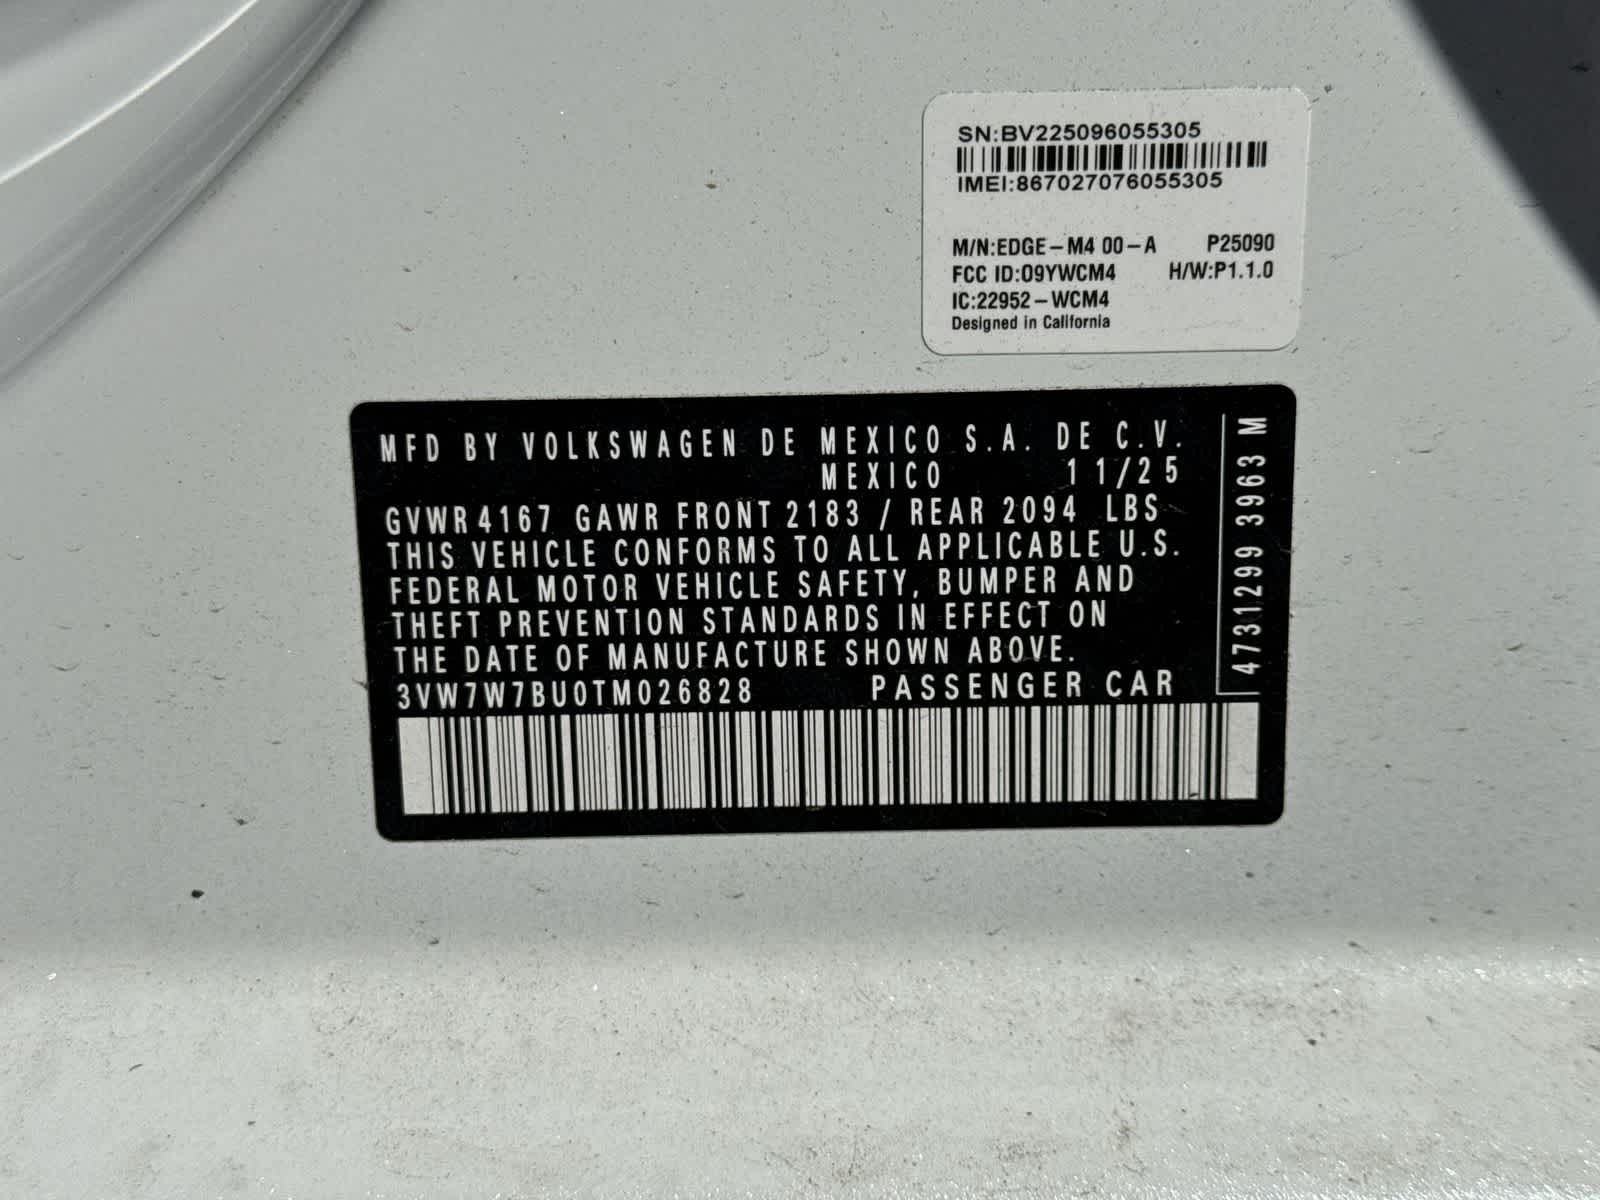 SN:BV225096055305
IMEI:867027076055305
M/N:EDGE-M4 00-A P25090
FCC ID:O9YWCM4 H/W:P1.1.0
IC:22952-WCM4
Designed in California
MFD BY VOLKSWAGEN DE MEXICO S.A. DE C.V.
MEXICO 11/25
GVWR 4167 GAWR FRONT 2183 / REAR 2094 LBS
THIS VEHICLE CONFORMS TO ALL APPLICABLE U.S.
FEDERAL MOTOR VEHICLE SAFETY, BUMPER AND
THEFT PREVENTION STANDARDS IN EFFECT ON
THE DATE OF MANUFACTURE SHOWN ABOVE.
3VW7W7BU0TM026828 PASSENGER CAR
4731299 3963 M